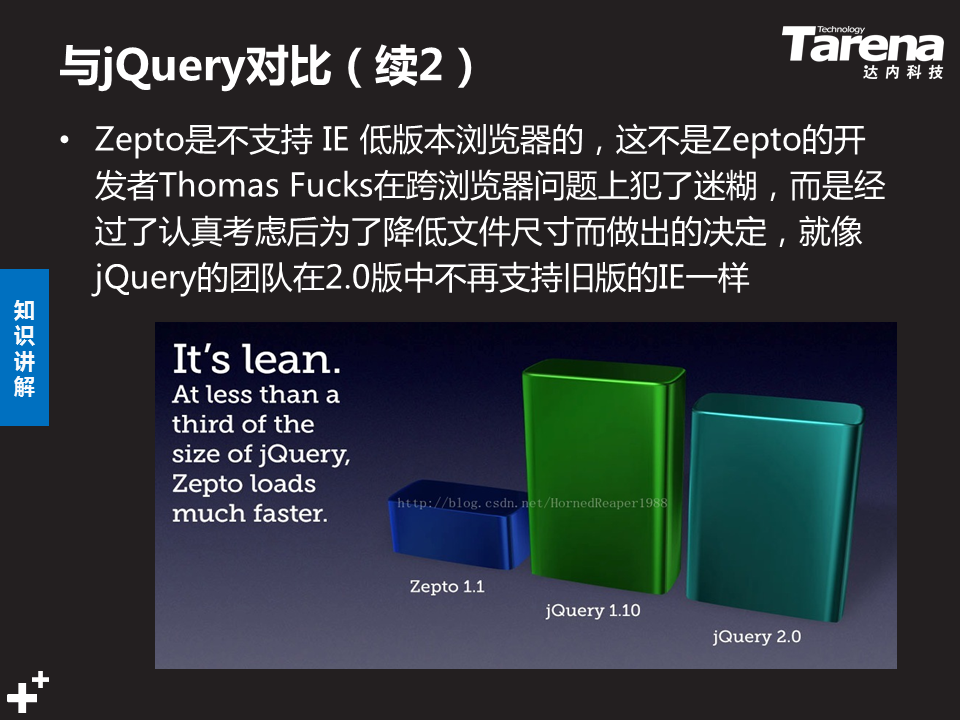 与jQuery对比（续2）
Technology
Tarena
达内科技
• Zepto是不支持 IE 低版本浏览器的，这不是Zepto的开
发者Thomas Fucks在跨浏览器问题上犯了迷糊，而是经
过了认真考虑后为了降低文件尺寸而做出的决定，就像
jQuery的团队在2.0版中不再支持旧版的IE一样
知
识
讲
解
It's lean.
At less than a
third of the
size of jQuery,
Zepto loads
much faster.
http://blog.csdn.net/HornedReaper1988
Zepto 1.1
jQuery 1.10
jQuery 2.0